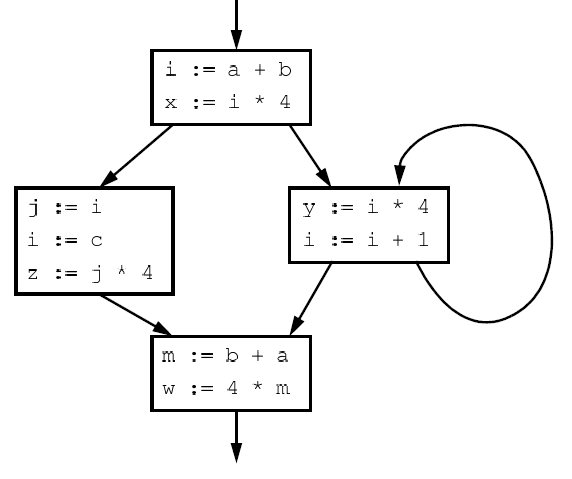 i := a + b
x := i * 4
j := i
i := c
z := j * 4
y := i * 4
i := i + 1
m := b + a
w := 4 * m